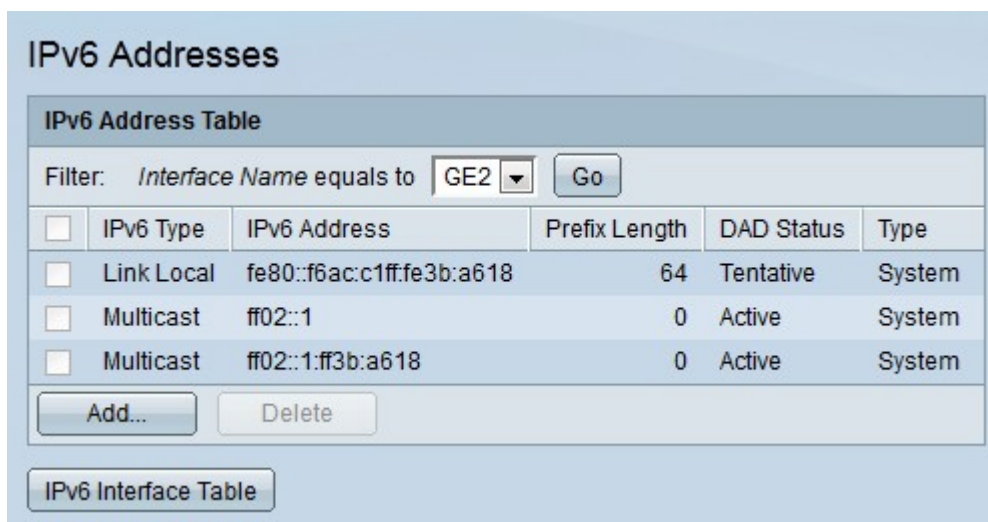 IPv6 Addresses
IPv6 Address Table
Filter: Interface Name equals to GE2 Go
IPv6 Type IPv6 Address Prefix Length DAD Status Type
Link Local fe80::f6ac:c1ff:fe3b:a618 64 Tentative System
Multicast ff02::1 0 Active System
Multicast ff02::1:ff3b:a618 0 Active System
Add... Delete
IPv6 Interface Table